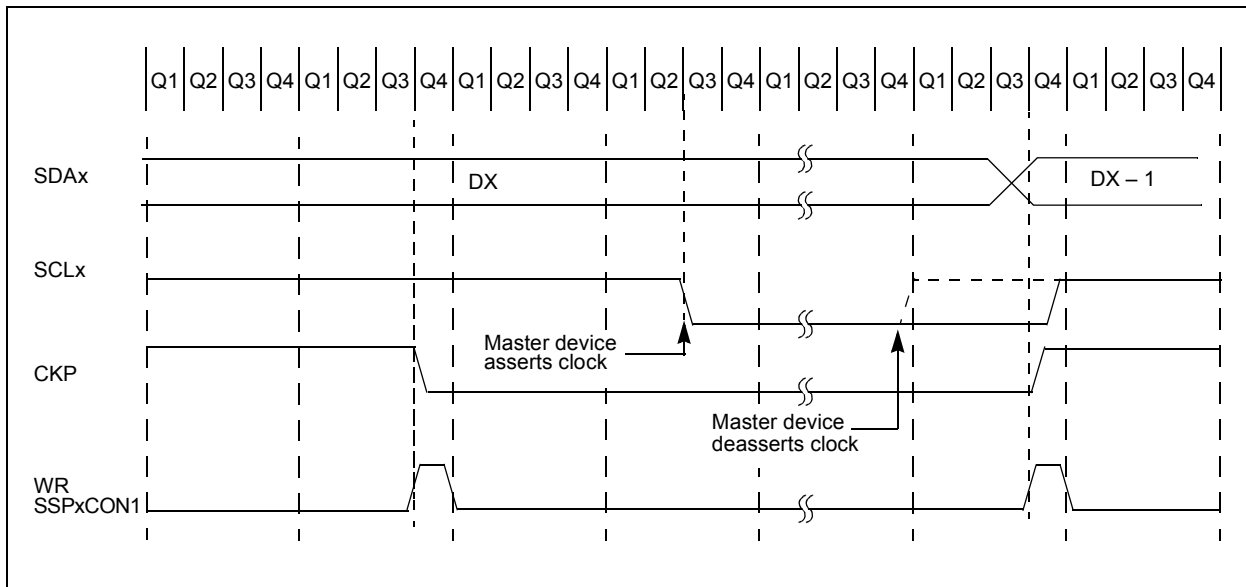 Q1 Q2 Q3 Q4 Q1 Q2 Q3 Q4 Q1 Q2 Q3 Q4 Q1 Q2 Q3 Q4 Q1 Q2 Q3 Q4 Q1 Q2 Q3 Q4 Q1 Q2 Q3 Q4
SDAx
DX
DX – 1
SCLx
Master device
asserts clock
CKP
Master device
deasserts clock
WR
SSPxCON1